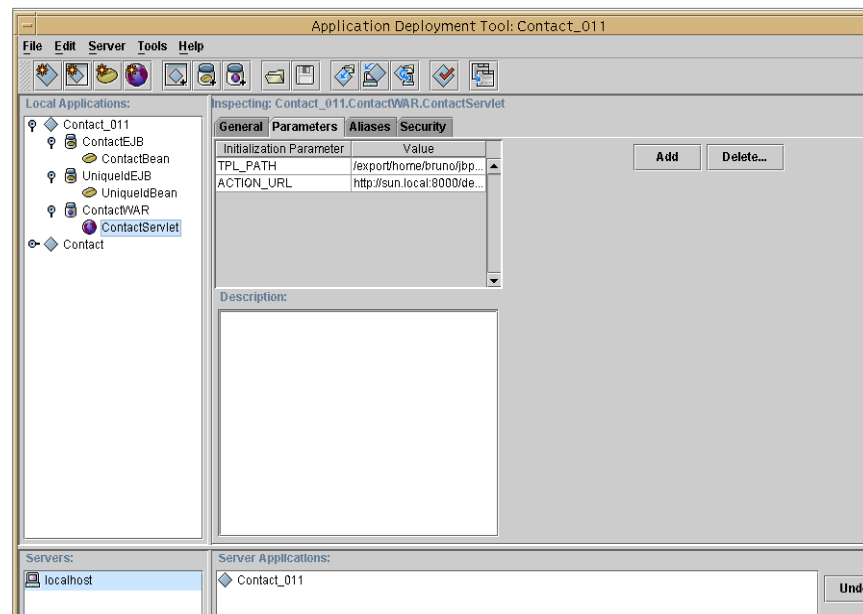 Application Deployment Tool: Contact_011
File Edit Server Tools Help
Local Applications:
Contact_011
ContactEJB
ContactBean
UniqueIdEJB
UniqueIdBean
ContactWAR
ContactServlet
Contact
Inspecting: Contact_011.ContactWAR.ContactServlet
General Parameters Aliases Security
Initialization Parameter Value
TPL_PATH /export/home/bruno/jbp...
ACTION_URL http://sun.local:8000/de...
Add Delete...
Description:
Servers:
localhost
Server Applications:
Contact_011
Und